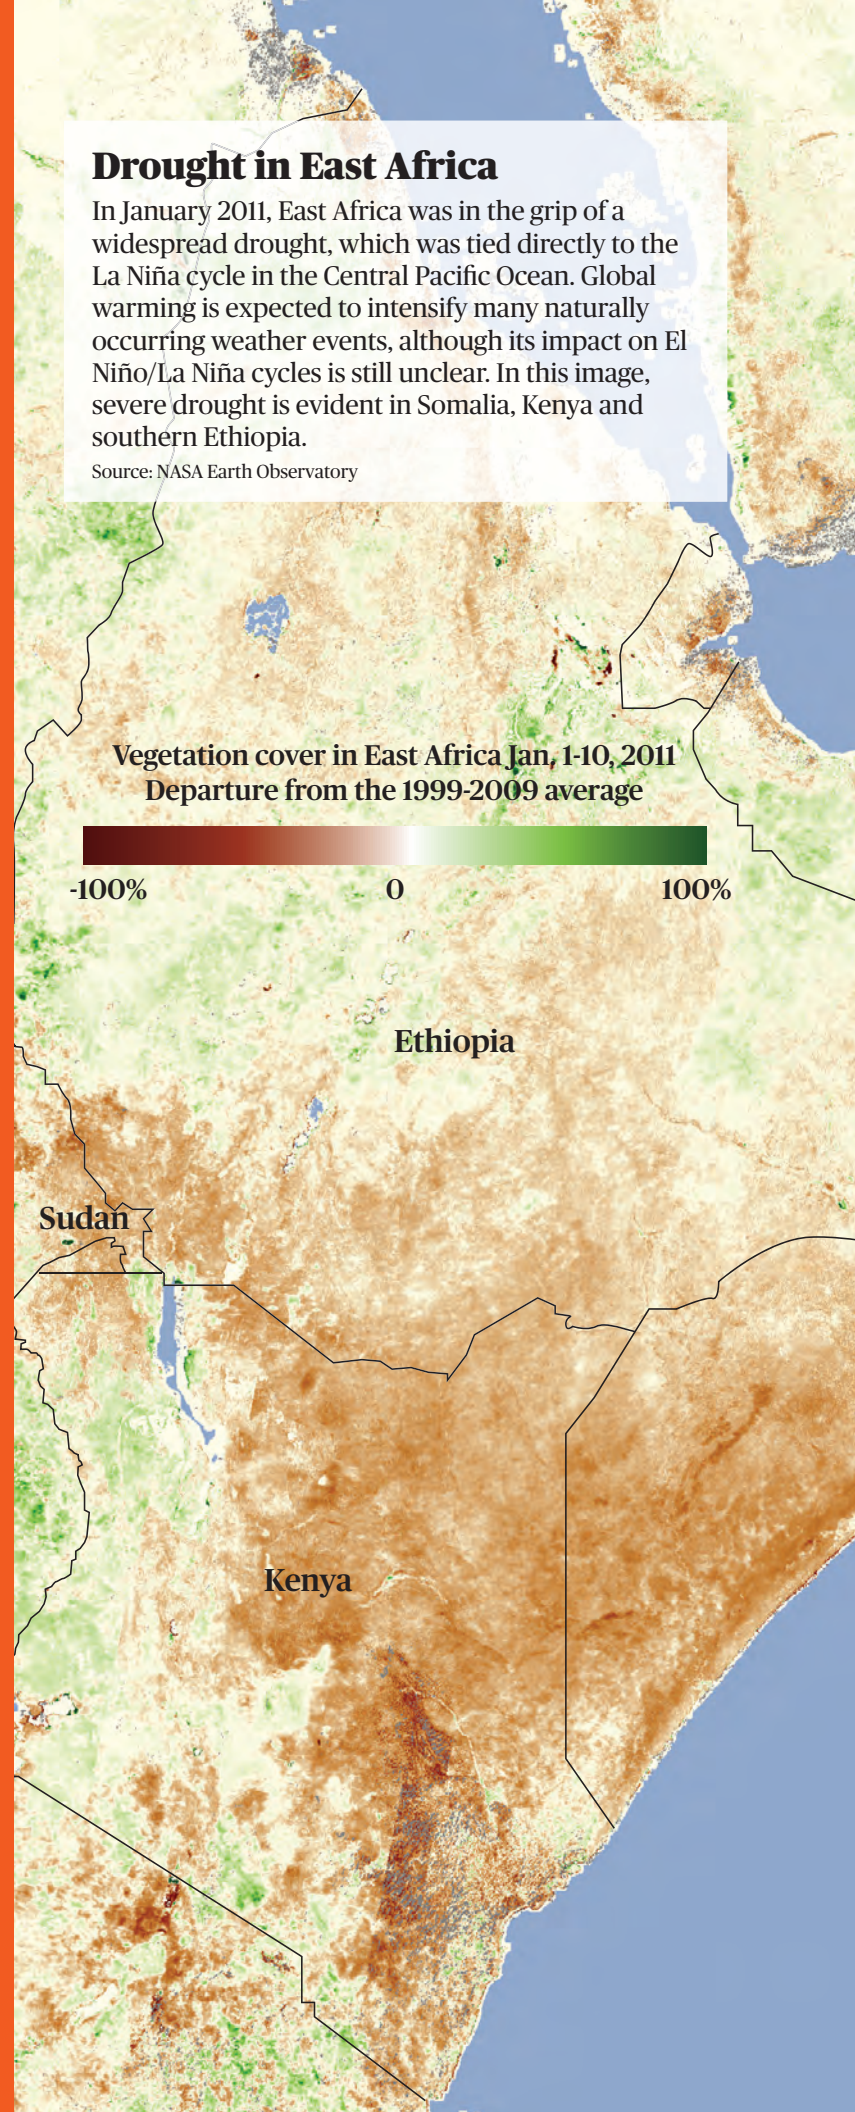 Drought in East Africa
In January 2011, East Africa was in the grip of a
widespread drought, which was tied directly to the
La Niña cycle in the Central Pacific Ocean. Global
warming is expected to intensify many naturally
occurring weather events, although its impact on El
Niño/La Niña cycles is still unclear. In this image,
severe drought is evident in Somalia, Kenya and
southern Ethiopia.
Source: NASA Earth Observatory
Vegetation cover in East Africa Jan. 1-10, 2011
Departure from the 1999-2009 average
-100% 0 100%
Ethiopia
Sudan
Kenya